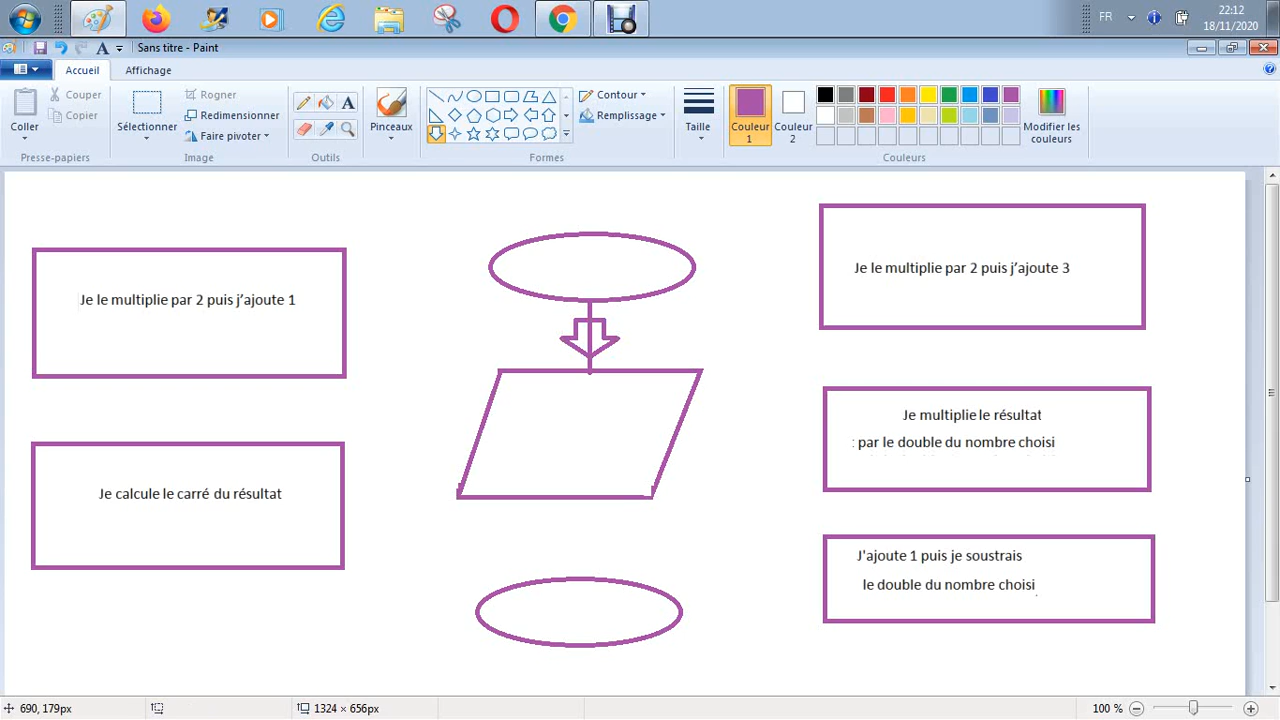 FR
22:12
18/11/2020
Sans titre - Paint
Accueil
Affichage
Coller
Couper
Copier
Presse-papiers
Sélectionner
Rogner
Redimensionner
Faire pivoter
Image
A
Outils
Pinceaux
Contour
Remplissage
Formes
Taille
Couleur 1
Couleur 2
Modifier les couleurs
Couleurs
Je le multiplie par 2 puis j'ajoute 1
Je calcule le carré du résultat
Je le multiplie par 2 puis j'ajoute 3
Je multiplie le résultat
: par le double du nombre choisi
J'ajoute 1 puis je soustrais
le double du nombre choisi
690, 179px
1324 × 656px
100 %